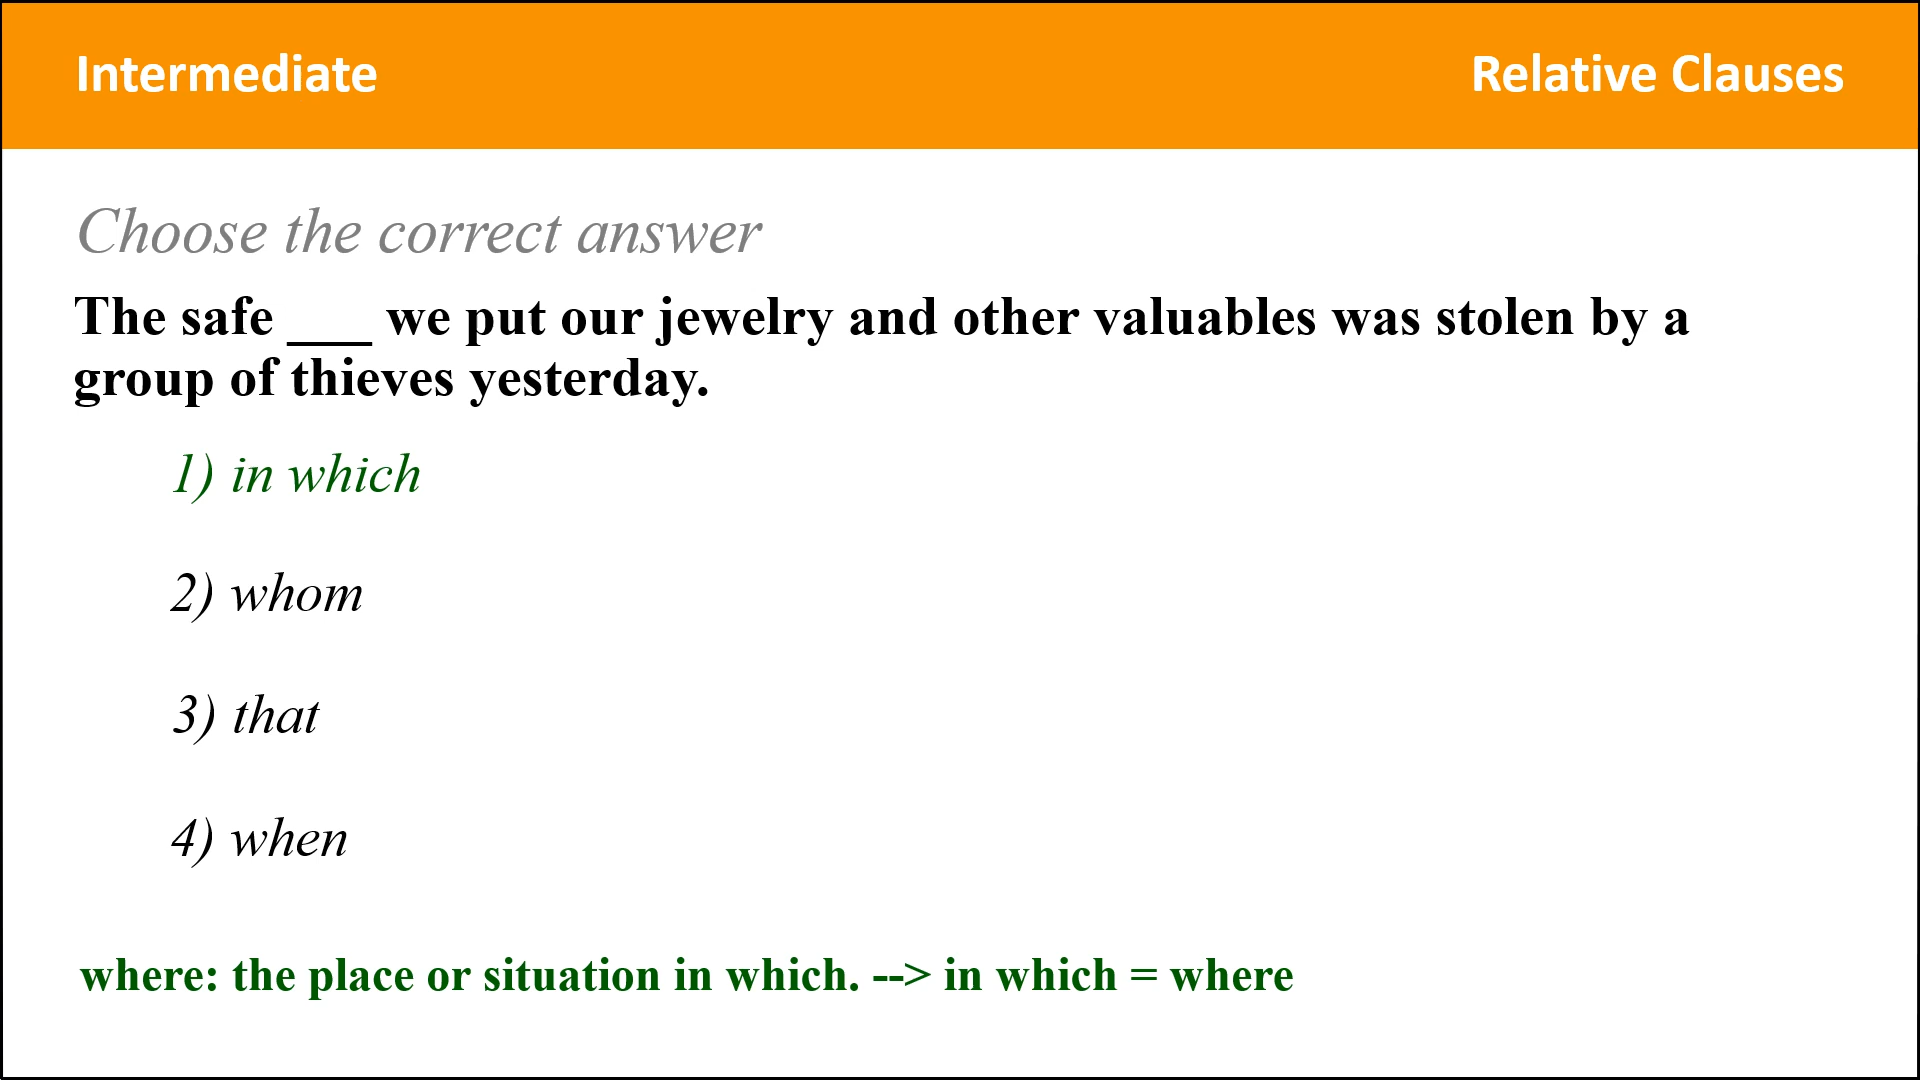 Intermediate
Relative Clauses
Choose the correct answer
The safe ___ we put our jewelry and other valuables was stolen by a
group of thieves yesterday.
1) in which
2) whom
3) that
4) when
where: the place or situation in which. --> in which = where